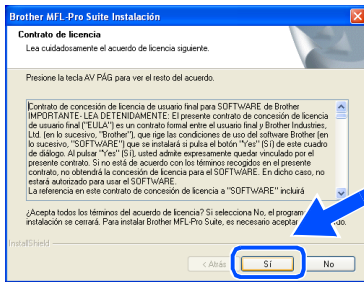 Brother MFL-Pro Suite Instalación
Contrato de licencia
Lea cuidadosamente el acuerdo de licencia siguiente.
Presione la tecla AV PÁG para ver el resto del acuerdo.
Contrato de concesión de licencia de usuario final para SOFTWARE de Brother
IMPORTANTE- LEA DETENIDAMENTE: El presente contrato de concesión de licencia
de usuario final ("EULA") es un contrato formal entre el usuario final y Brother Industries,
Ltd. (en lo sucesivo, "Brother"), que rige las condiciones de uso del software Brother (en
lo sucesivo, "SOFTWARE") que se instalará si pulsa el botón "Yes" (Sí) de este cuadro
de diálogo. Al pulsar "Yes" (Sí), usted admite expresamente quedar vinculado por el
presente contrato. Si no está de acuerdo con los términos recogidos en el presente
contrato, no obtendrá la concesión de licencia para el SOFTWARE. En dicho caso, no
estará autorizado para usar el SOFTWARE.
La referencia en este contrato de concesión de licencia a "SOFTWARE" incluirá
¿Acepta todos los términos del acuerdo de licencia? Si selecciona No, el
instalación se cerrará. Para instalar Brother MFL-Pro Suite, es necesario
InstallShield
< Atrás
Sí
No